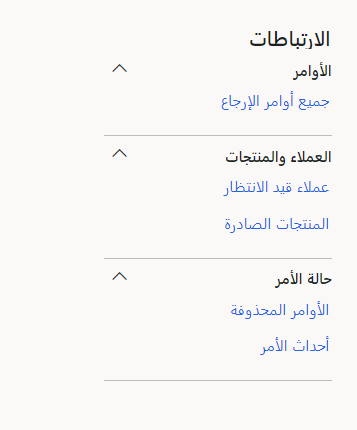 الارتباطات
الأوامر
جميع أوامر الإرجاع
العملاء والمنتجات
عملاء قيد الانتظار
المنتجات الصادرة
حالة الأمر
الأوامر المحذوفة
أحداث الأمر